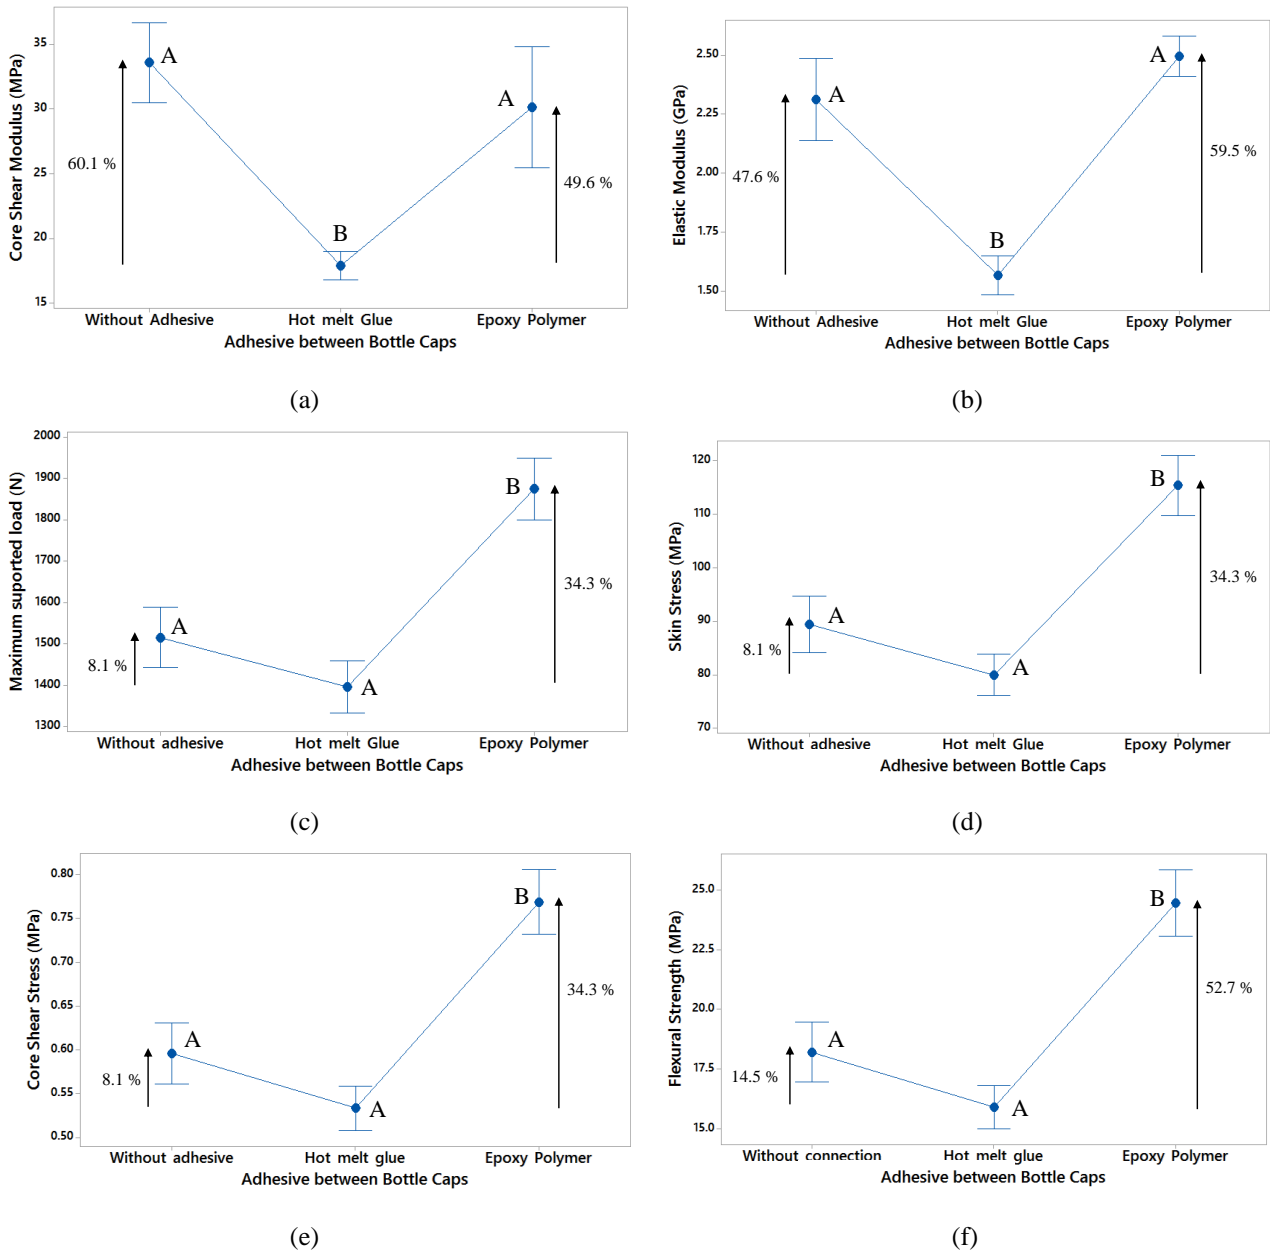 Core Shear Modulus (MPa)
35
30
25
20
15
A
B
A
60.1 %
49.6 %
Without Adhesive Hot melt Glue Epoxy Polymer
Adhesive between Bottle Caps
(a)
Elastic Modulus (GPa)
2.50
2.25
2.00
1.75
1.50
A
B
A
47.6 %
59.5 %
Without Adhesive Hot melt Glue Epoxy Polymer
Adhesive between Bottle Caps
(b)
Maximum suported load (N)
2000
1900
1800
1700
1600
1500
1400
1300
A
A
B
8.1 %
34.3 %
Without adhesive Hot melt Glue Epoxy Polymer
Adhesive between Bottle Caps
(c)
Skin Stress (MPa)
120
110
100
90
80
70
A
A
B
8.1 %
34.3 %
Without adhesive Hot melt Glue Epoxy Polymer
Adhesive between Bottle Caps
(d)
Core Shear Stress (MPa)
0.80
0.75
0.70
0.65
0.60
0.55
0.50
A
A
B
8.1 %
34.3 %
Without adhesive Hot melt glue Epoxy Polymer
Adhesive between Bottle Caps
(e)
Flexural Strength (MPa)
25.0
22.5
20.0
17.5
15.0
A
A
B
14.5 %
52.7 %
Without connection Hot melt glue Epoxy Polymer
Adhesive between Bottle Caps
(f)